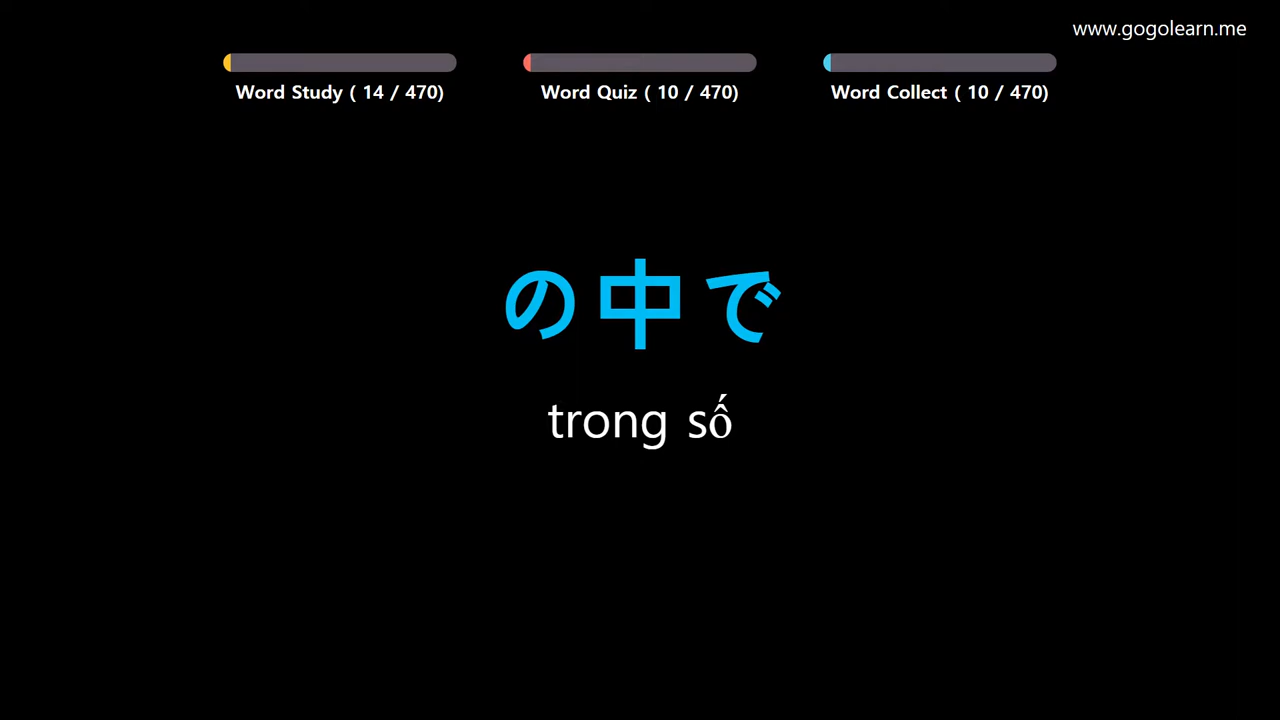 www.gogolearn.me
Word Study ( 14 / 470)
Word Quiz ( 10 / 470)
Word Collect ( 10 / 470)
の中で
trong số